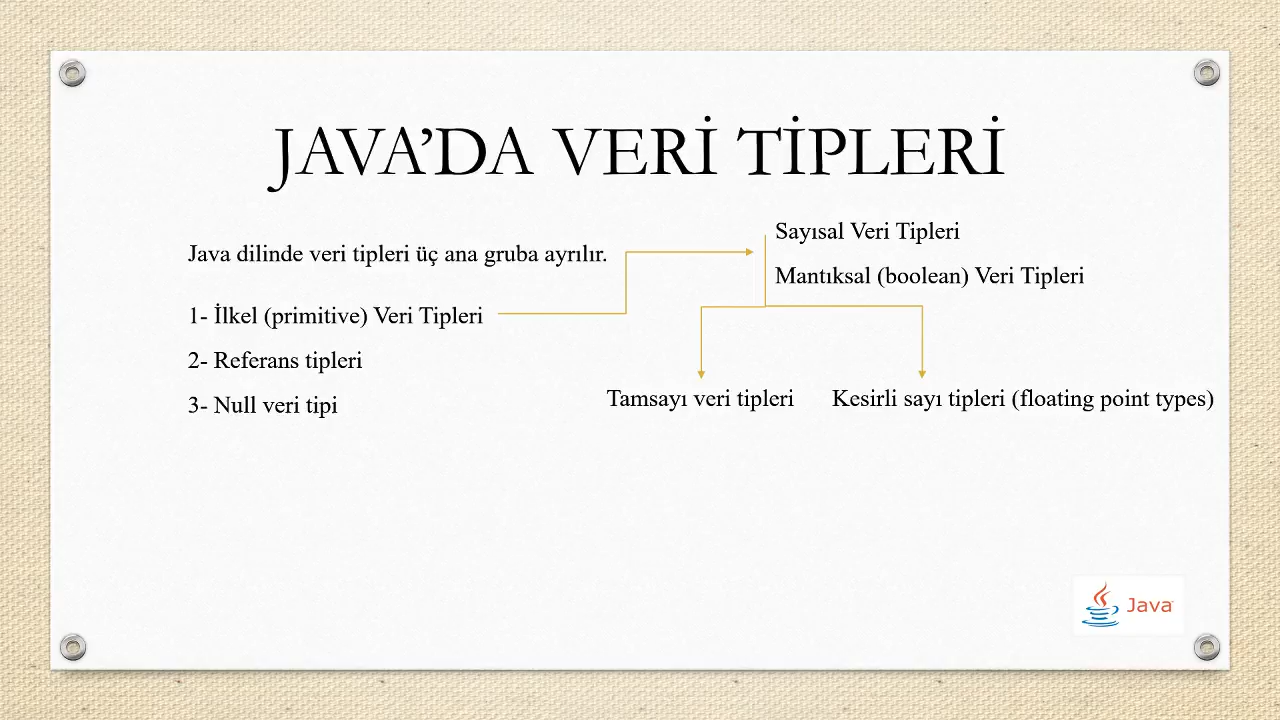 JAVA’DA VERİ TİPLERİ
Java dilinde veri tipleri üç ana gruba ayrılır.
1- İlkel (primitive) Veri Tipleri
2- Referans tipleri
3- Null veri tipi
Sayısal Veri Tipleri
Mantıksal (boolean) Veri Tipleri
Tamsayı veri tipleri
Kesirli sayı tipleri (floating point types)
Java